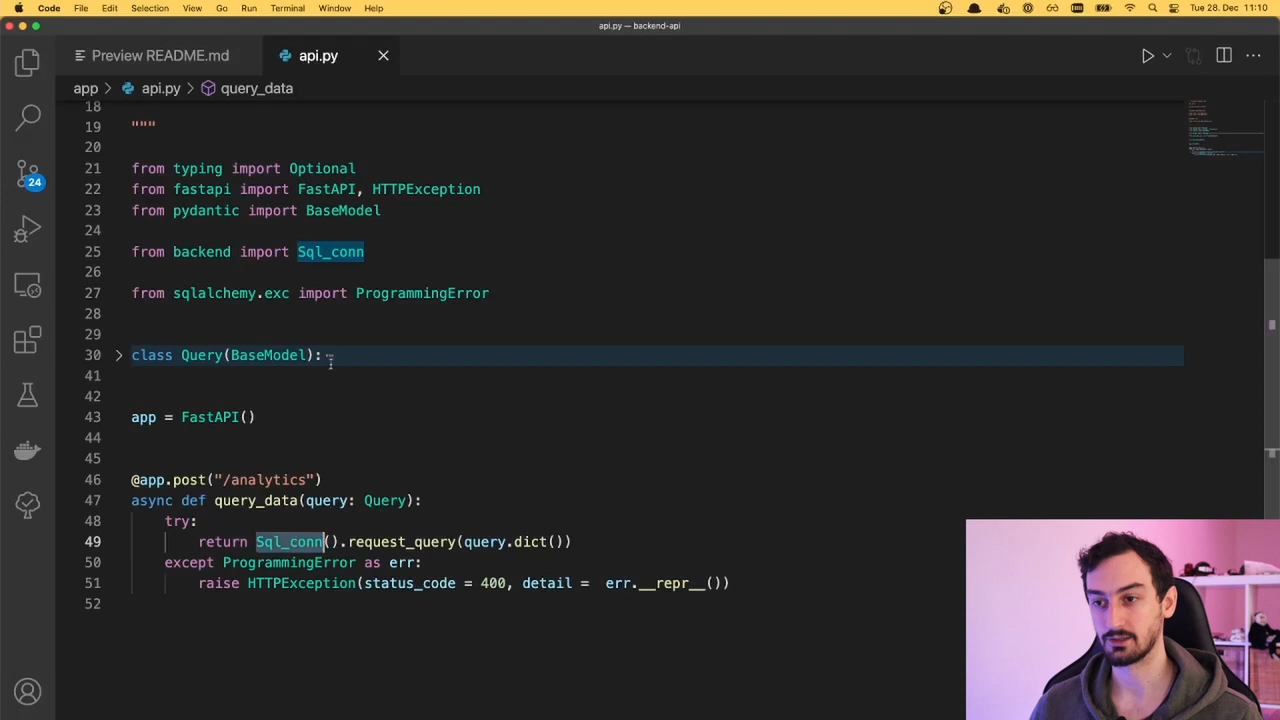 Code File Edit Selection View Go Run Terminal Window Help Tue 28. Dec 11:10
api.py — backend-api
Preview README.md api.py
app > api.py > query_data
18
19 """
20
21 from typing import Optional
22 from fastapi import FastAPI, HTTPException
23 from pydantic import BaseModel
24
25 from backend import Sql_conn
26
27 from sqlalchemy.exc import ProgrammingError
28
29
30 class Query(BaseModel):
41
42
43 app = FastAPI()
44
45
46 @app.post("/analytics")
47 async def query_data(query: Query):
48 try:
49 return Sql_conn().request_query(query.dict())
50 except ProgrammingError as err:
51 raise HTTPException(status_code = 400, detail =  err.__repr__())
52
24